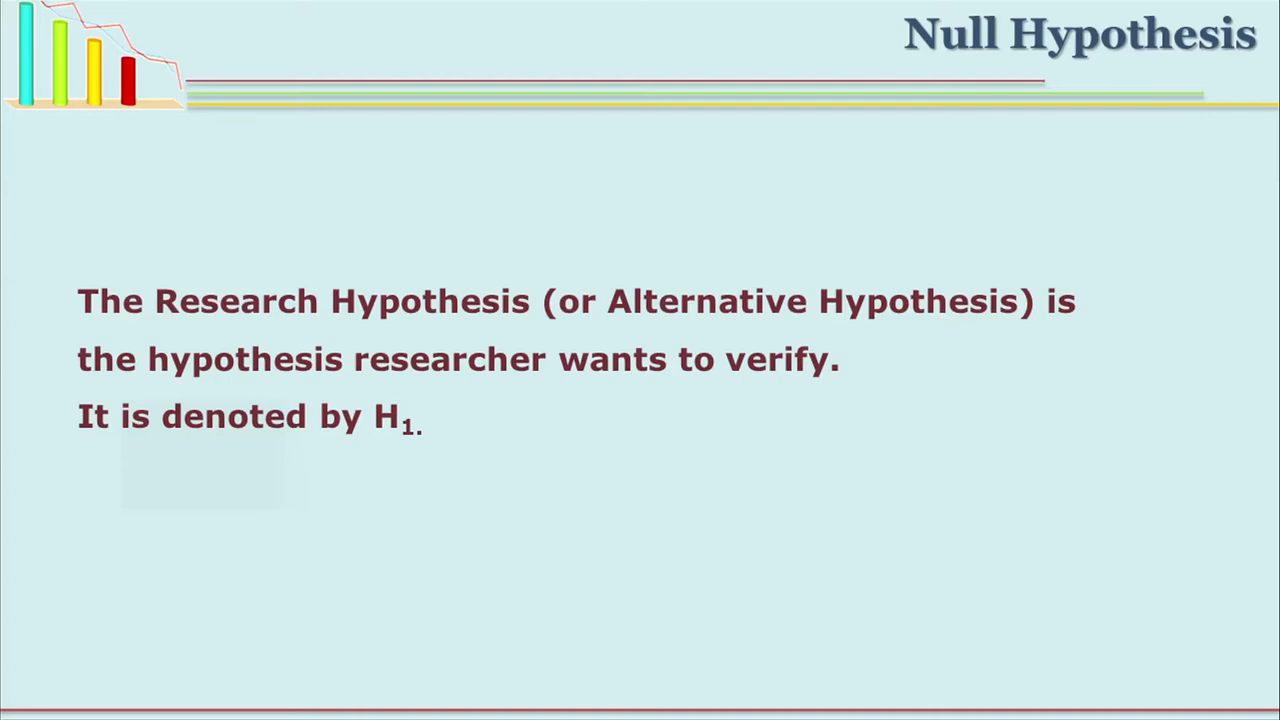 Null Hypothesis
The Research Hypothesis (or Alternative Hypothesis) is
the hypothesis researcher wants to verify.
It is denoted by H₁.